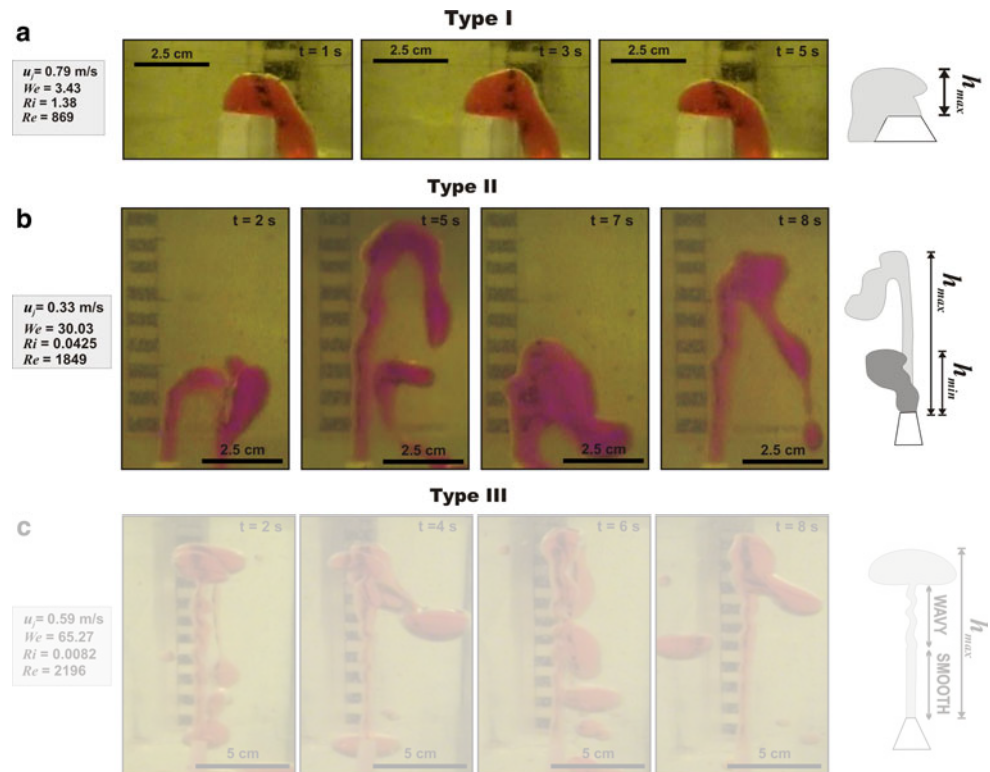 Type I
a
u_j= 0.79 m/s
We = 3.43
Ri = 1.38
Re = 869
2.5 cm
t = 1 s
2.5 cm
t = 3 s
2.5 cm
t = 5 s
h_max
Type II
b
u_j= 0.33 m/s
We = 30.03
Ri = 0.0425
Re = 1849
t = 2 s
2.5 cm
t =5 s
2.5 cm
t = 7 s
2.5 cm
t = 8 s
2.5 cm
h_max
h_min
Type III
c
u_j= 0.59 m/s
We = 65.27
Ri = 0.0082
Re = 2196
t = 2 s
5 cm
t =4 s
5 cm
t = 6 s
5 cm
t = 8 s
5 cm
WAVY
SMOOTH
h_max